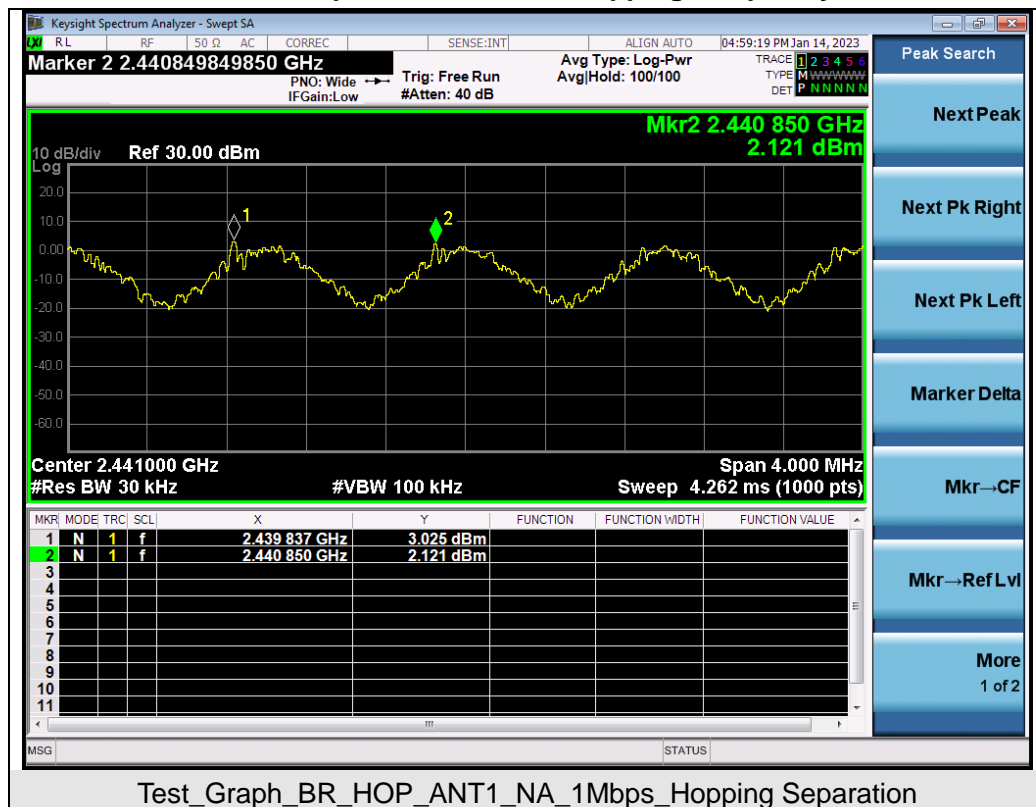 Keysight Spectrum Analyzer - Swept SA
LXI RL RF 50 Ω AC CORREC SENSE:INT ALIGN AUTO 04:59:19 PM Jan 14, 2023
Marker 2 2.440849849850 GHz
PNO: Wide
IFGain:Low
Trig: Free Run
#Atten: 40 dB
Avg Type: Log-Pwr
Avg|Hold: 100/100
TRACE 1 2 3 4 5 6
TYPE M WWWWW
DET P N N N N N
Mkr2 2.440 850 GHz
2.121 dBm
10 dB/div Ref 30.00 dBm
Log
20.0
10.0
0.00
-10.0
-20.0
-30.0
-40.0
-50.0
-60.0
1
2
Center 2.441000 GHz Span 4.000 MHz
#Res BW 30 kHz #VBW 100 kHz Sweep 4.262 ms (1000 pts)
MKR MODE TRC SCL X Y FUNCTION FUNCTION WIDTH FUNCTION VALUE
1 N 1 f 2.439 837 GHz 3.025 dBm
2 N 1 f 2.440 850 GHz 2.121 dBm
3
4
5
6
7
8
9
10
11
MSG STATUS
Peak Search
Next Peak
Next Pk Right
Next Pk Left
Marker Delta
Mkr→CF
Mkr→Ref Lvl
More
1 of 2
Test_Graph_BR_HOP_ANT1_NA_1Mbps_Hopping Separation